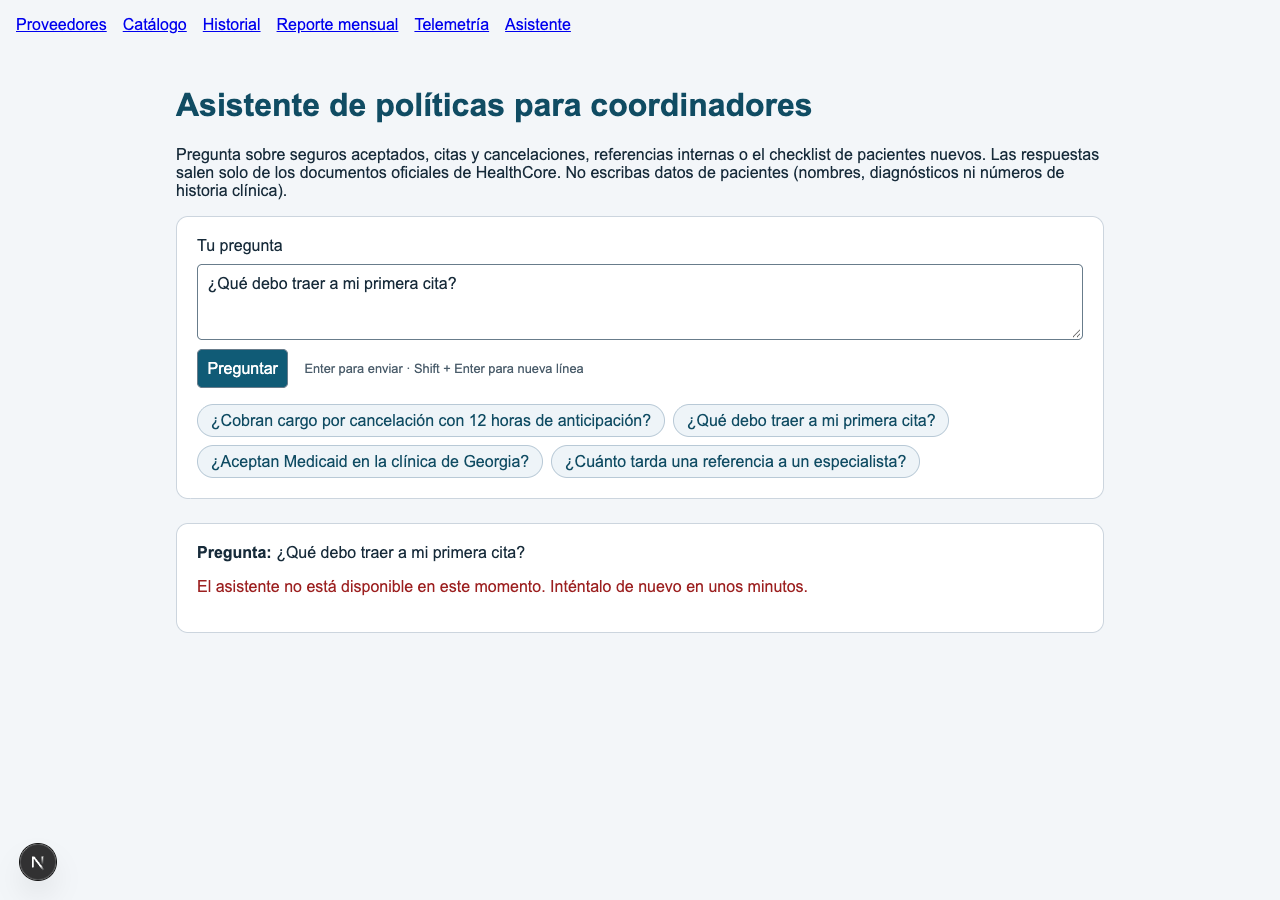 Proveedores Catálogo Historial Reporte mensual Telemetría Asistente
Asistente de políticas para coordinadores
Pregunta sobre seguros aceptados, citas y cancelaciones, referencias internas o el checklist de pacientes nuevos. Las respuestas
salen solo de los documentos oficiales de HealthCore. No escribas datos de pacientes (nombres, diagnósticos ni números de
historia clínica).
Tu pregunta
¿Qué debo traer a mi primera cita?
Preguntar Enter para enviar · Shift + Enter para nueva línea
¿Cobran cargo por cancelación con 12 horas de anticipación? ¿Qué debo traer a mi primera cita?
¿Aceptan Medicaid en la clínica de Georgia? ¿Cuánto tarda una referencia a un especialista?
Pregunta: ¿Qué debo traer a mi primera cita?
El asistente no está disponible en este momento. Inténtalo de nuevo en unos minutos.
N